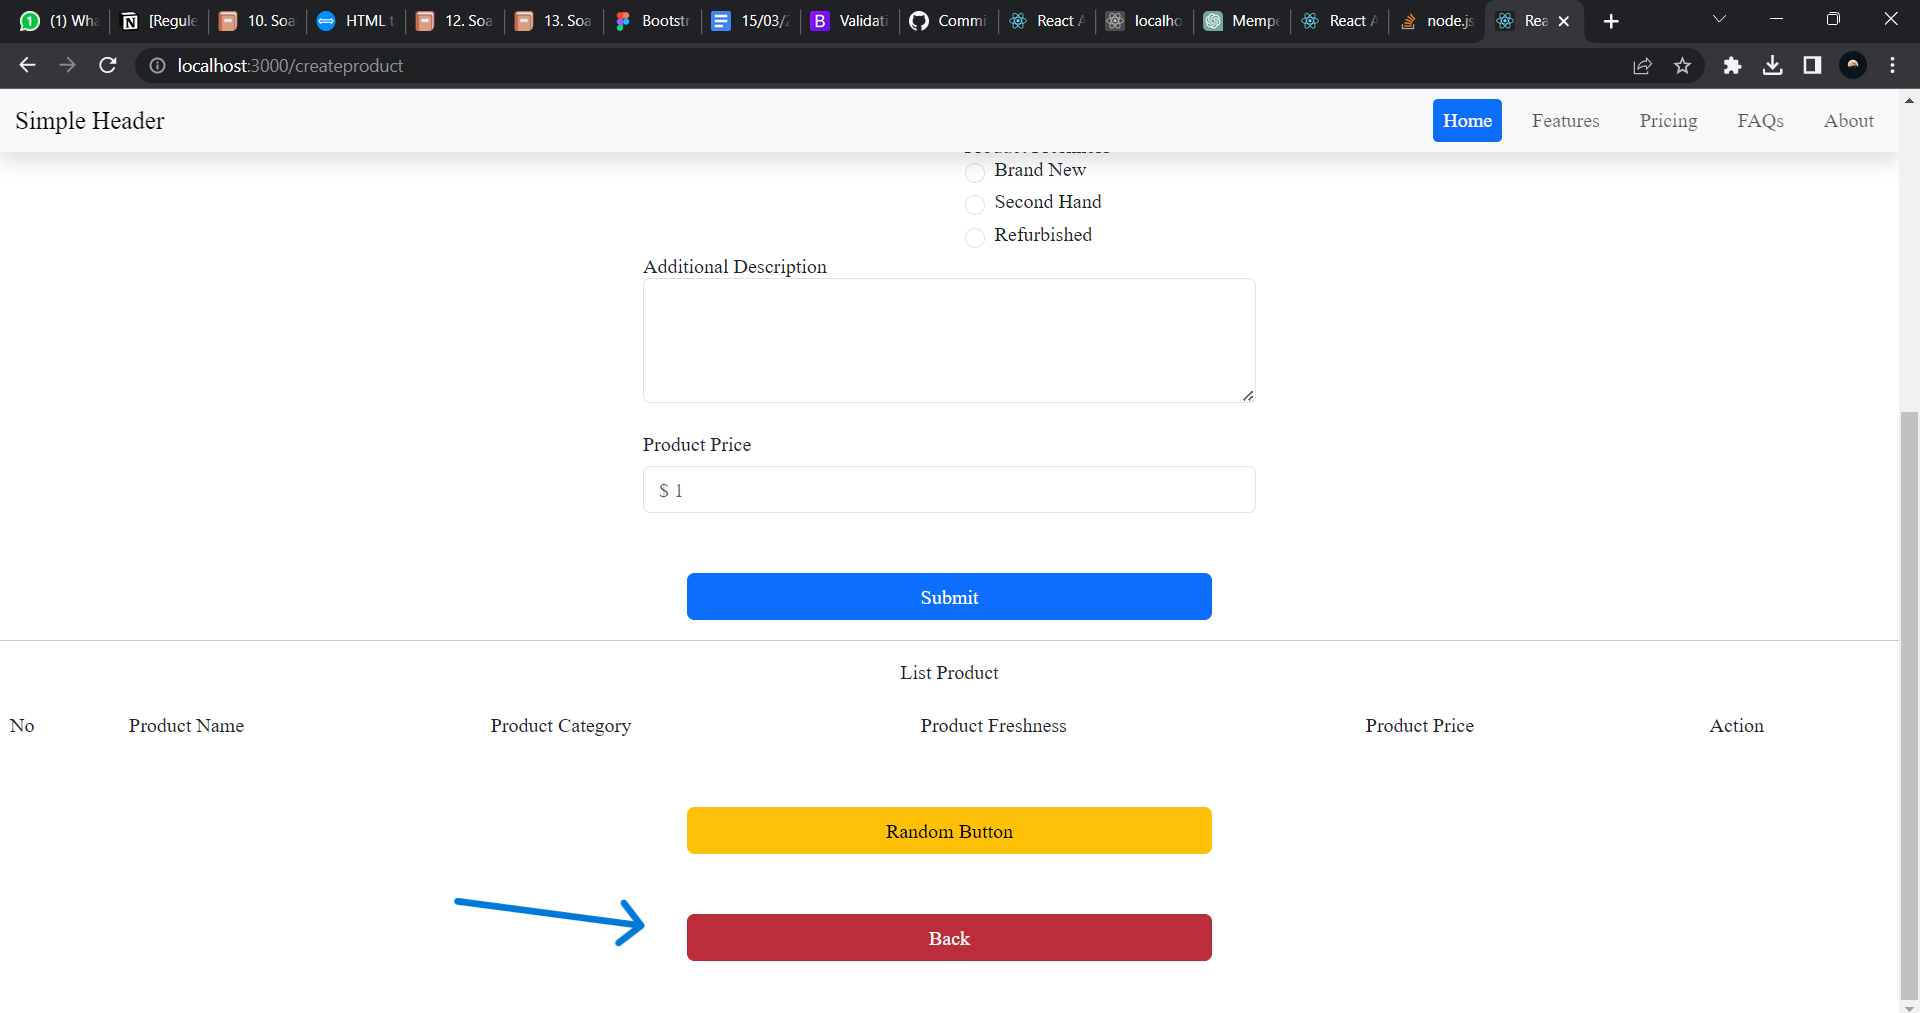 (1) Wha
[Regule
10. Soa
HTML t
12. Soa
13. Soa
Bootstr
15/03/2
Validati
Commi
React A
localho
Mempe
React A
node.js
Rea
localhost:3000/createproduct
Simple Header
Home
Features
Pricing
FAQs
About
Brand New
Second Hand
Refurbished
Additional Description
Product Price
$ 1
Submit
List Product
No Product Name Product Category Product Freshness Product Price Action
Random Button
Back